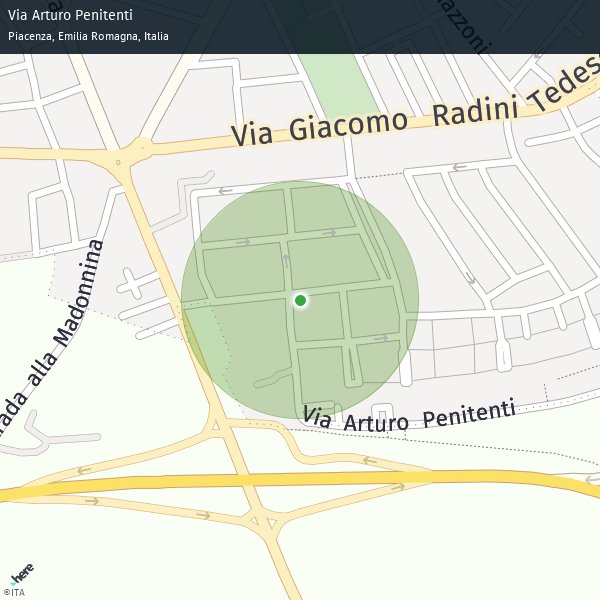 Via Arturo Penitenti
Piacenza, Emilia Romagna, Italia
azzoni
Via Giacomo Radini Tedes
rada alla Madonnina
Via Arturo Penitenti
here
©ITA